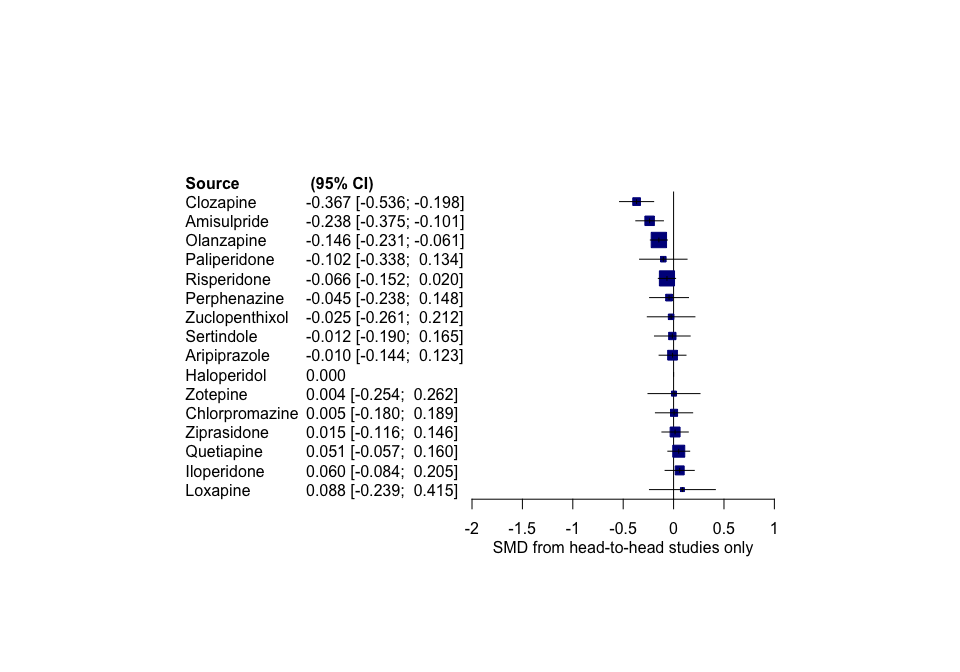 Source (95% CI)
Clozapine -0.367 [-0.536; -0.198]
Amisulpride -0.238 [-0.375; -0.101]
Olanzapine -0.146 [-0.231; -0.061]
Paliperidone -0.102 [-0.338; 0.134]
Risperidone -0.066 [-0.152; 0.020]
Perphenazine -0.045 [-0.238; 0.148]
Zuclopenthixol -0.025 [-0.261; 0.212]
Sertindole -0.012 [-0.190; 0.165]
Aripiprazole -0.010 [-0.144; 0.123]
Haloperidol 0.000
Zotepine 0.004 [-0.254; 0.262]
Chlorpromazine 0.005 [-0.180; 0.189]
Ziprasidone 0.015 [-0.116; 0.146]
Quetiapine 0.051 [-0.057; 0.160]
Iloperidone 0.060 [-0.084; 0.205]
Loxapine 0.088 [-0.239; 0.415]
-2 -1.5 -1 -0.5 0 0.5 1
SMD from head-to-head studies only